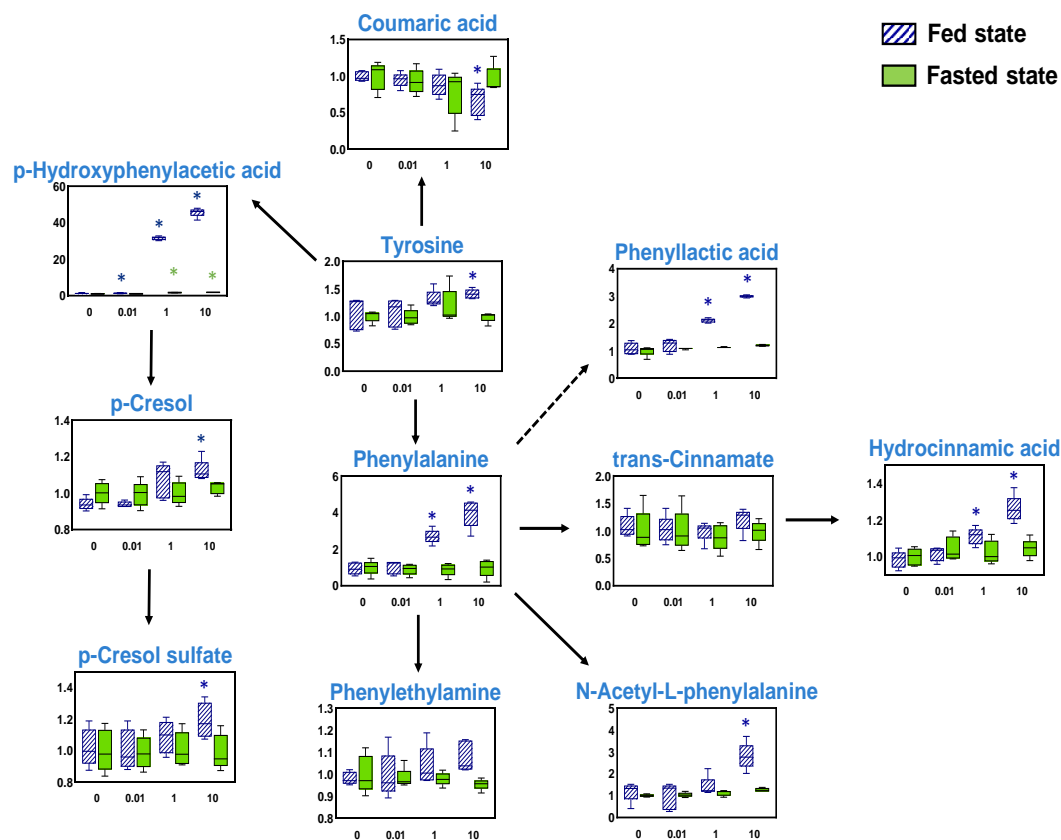 Coumaric acid
1.5
*
1.0
0.5
0.0
0 0.01 1 10
Fed state
Fasted state
p-Hydroxyphenylacetic acid
60
*
*
40
20
* * *
0
0 0.01 1 10
Tyrosine
2.0
*
1.5
1.0
0.5
0.0
0 0.01 1 10
Phenyllactic acid
4
*
*
3
2
1
0
0 0.01 1 10
p-Cresol
1.4
*
1.2
1.0
0.8
0 0.01 1 10
Phenylalanine
6
*
*
4
2
0
0 0.01 1 10
trans-Cinnamate
2.0
1.5
1.0
0.5
0.0
0 0.01 1 10
Hydrocinnamic acid
1.4
*
*
1.2
1.0
0 0.01 1 10
p-Cresol sulfate
1.4
*
1.2
1.0
0.8
0 0.01 1 10
Phenylethylamine
1.3
1.2
1.1
1.0
0.9
0.8
0 0.01 1 10
N-Acetyl-L-phenylalanine
5
*
4
3
2
1
0
0 0.01 1 10